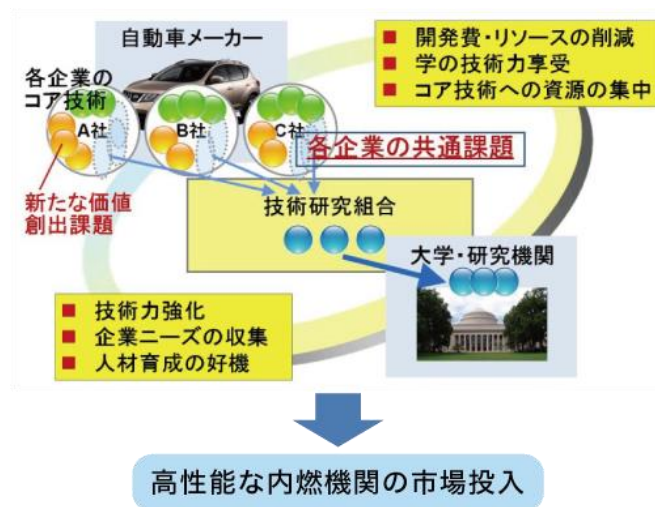 自動車メーカー
各企業の
コア技術
A社
B社
C社
新たな価値
創出課題
■ 開発費・リソースの削減
■ 学の技術力享受
■ コア技術への資源の集中
各企業の共通課題
技術研究組合
大学・研究機関
■ 技術力強化
■ 企業ニーズの収集
■ 人材育成の好機
高性能な内燃機関の市場投入